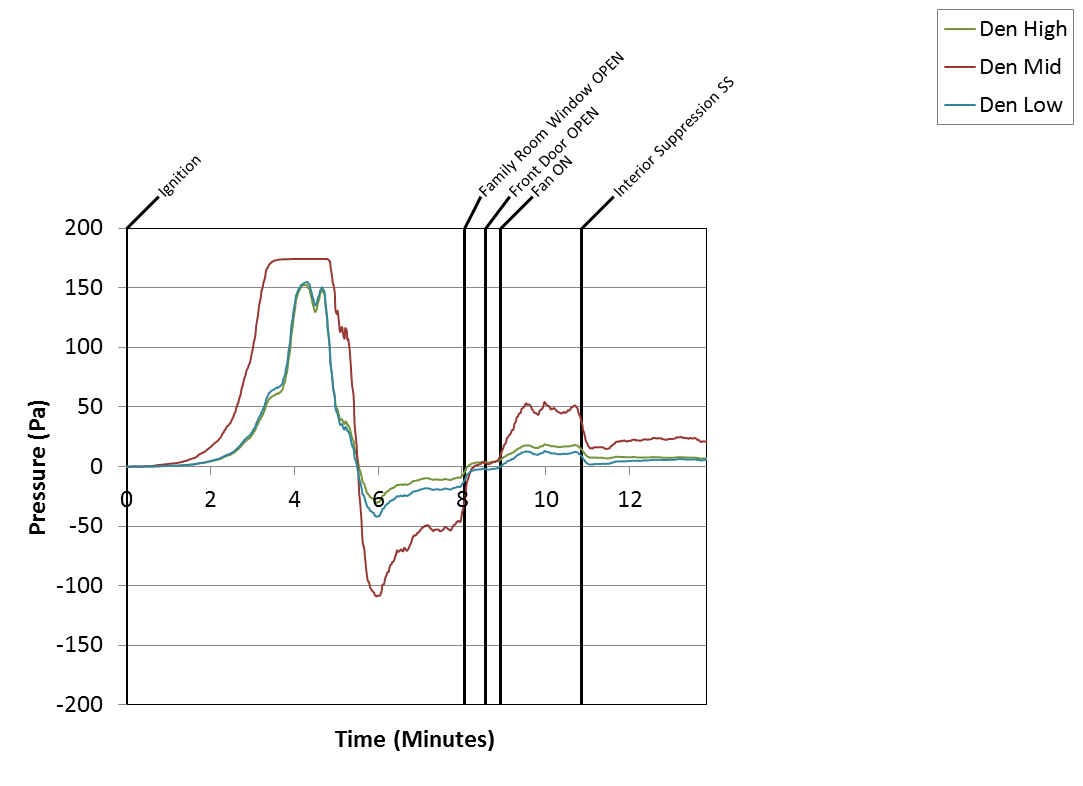 Den High
Den Mid
Den Low
Ignition
Family Room Window OPEN
Front Door OPEN
Fan ON
Interior Suppression SS
200
150
100
50
0
-50
-100
-150
-200
0 2 4 6 8 10 12
Pressure (Pa)
Time (Minutes)